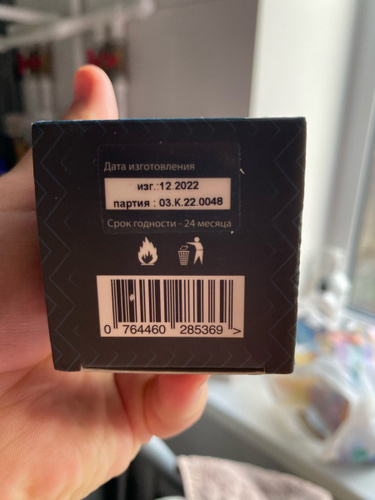 Дата изготовления
изг.:12 2022
партия : 03.К.22.0048
Срок годности - 24 месяца
0 764460 285369 >